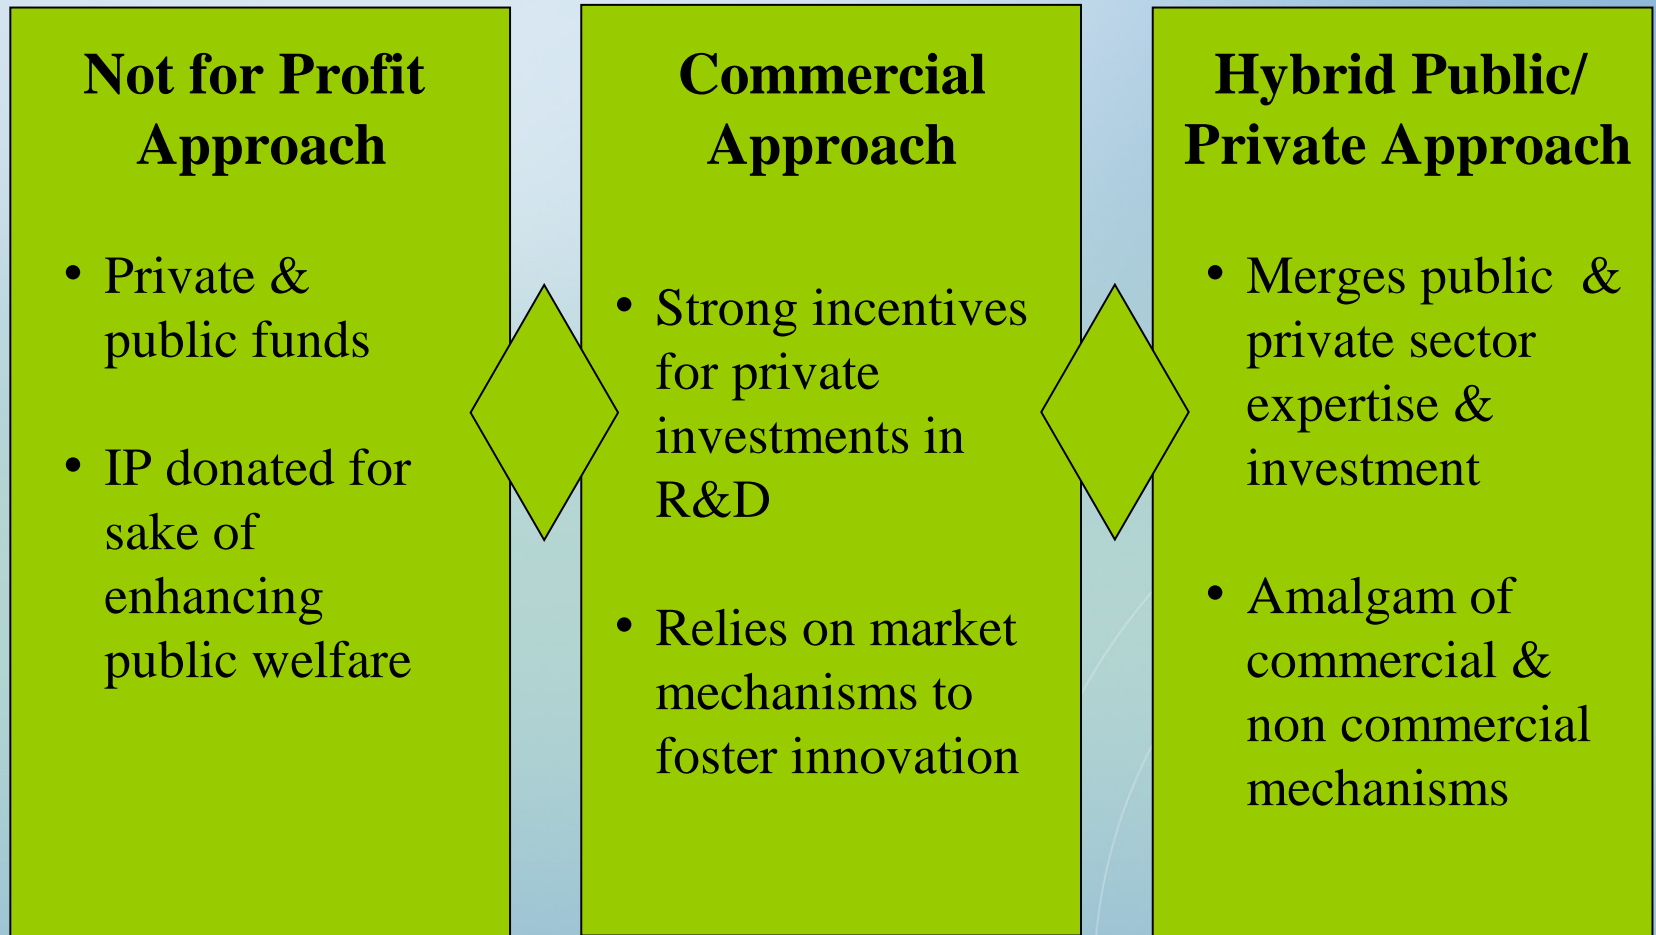 Not for Profit
Approach
• Private &
public funds
• IP donated for
sake of
enhancing
public welfare
Commercial
Approach
• Strong incentives
for private
investments in
R&D
• Relies on market
mechanisms to
foster innovation
Hybrid Public/
Private Approach
• Merges public  &
private sector
expertise &
investment
• Amalgam of
commercial &
non commercial
mechanisms